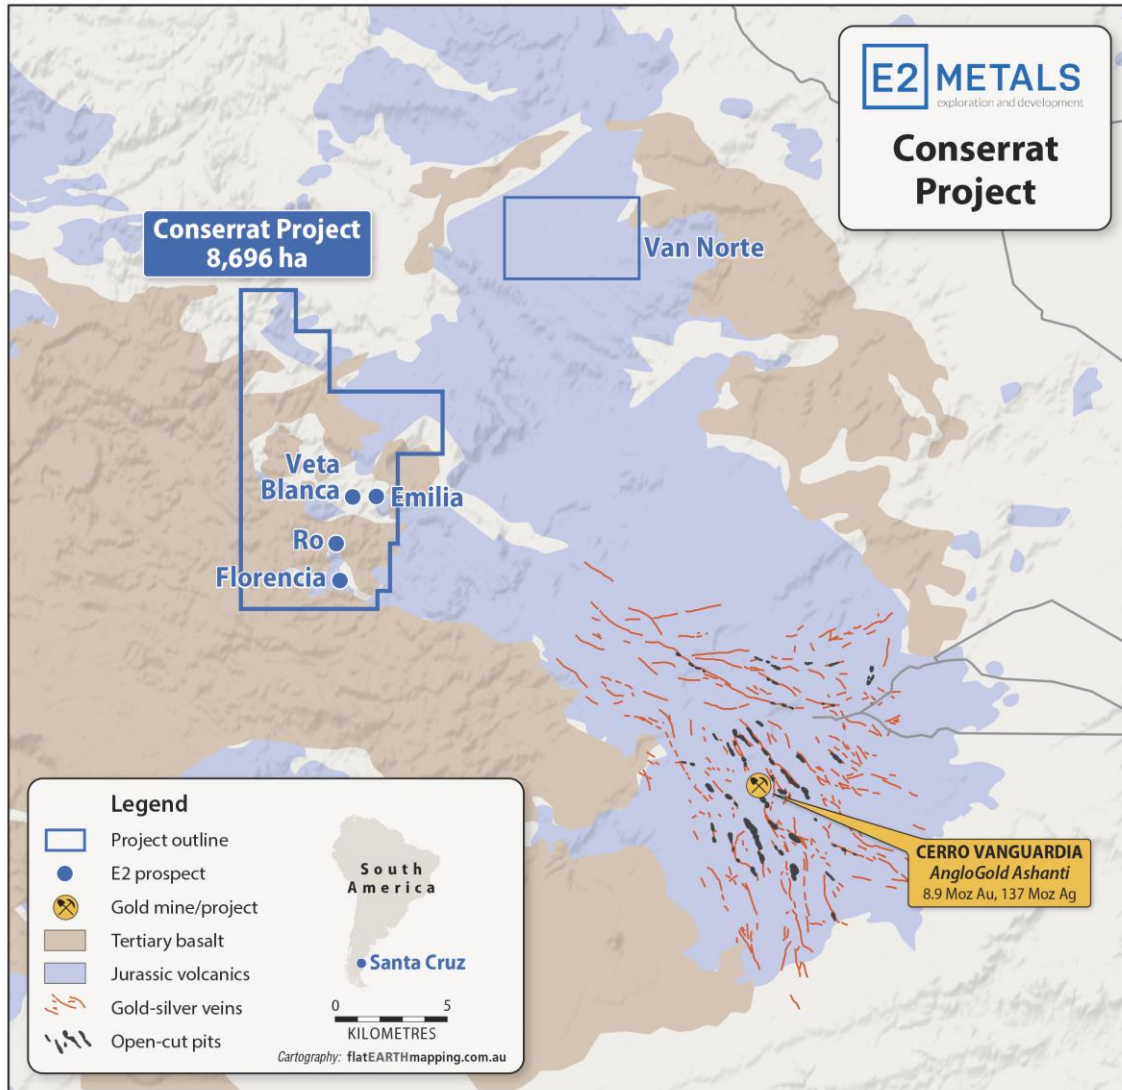 E2 METALS
exploration and development
Conserrat
Project
Conserrat Project
8,696 ha
Van Norte
Veta
Blanca
Emilia
Ro
Florencia
CERRO VANGUARDIA
AngloGold Ashanti
8.9 Moz Au, 137 Moz Ag
Legend
Project outline
E2 prospect
Gold mine/project
Tertiary basalt
Jurassic volcanics
Gold-silver veins
Open-cut pits
South
America
Santa Cruz
0 5
KILOMETRES
Cartography: flatEARTHmapping.com.au